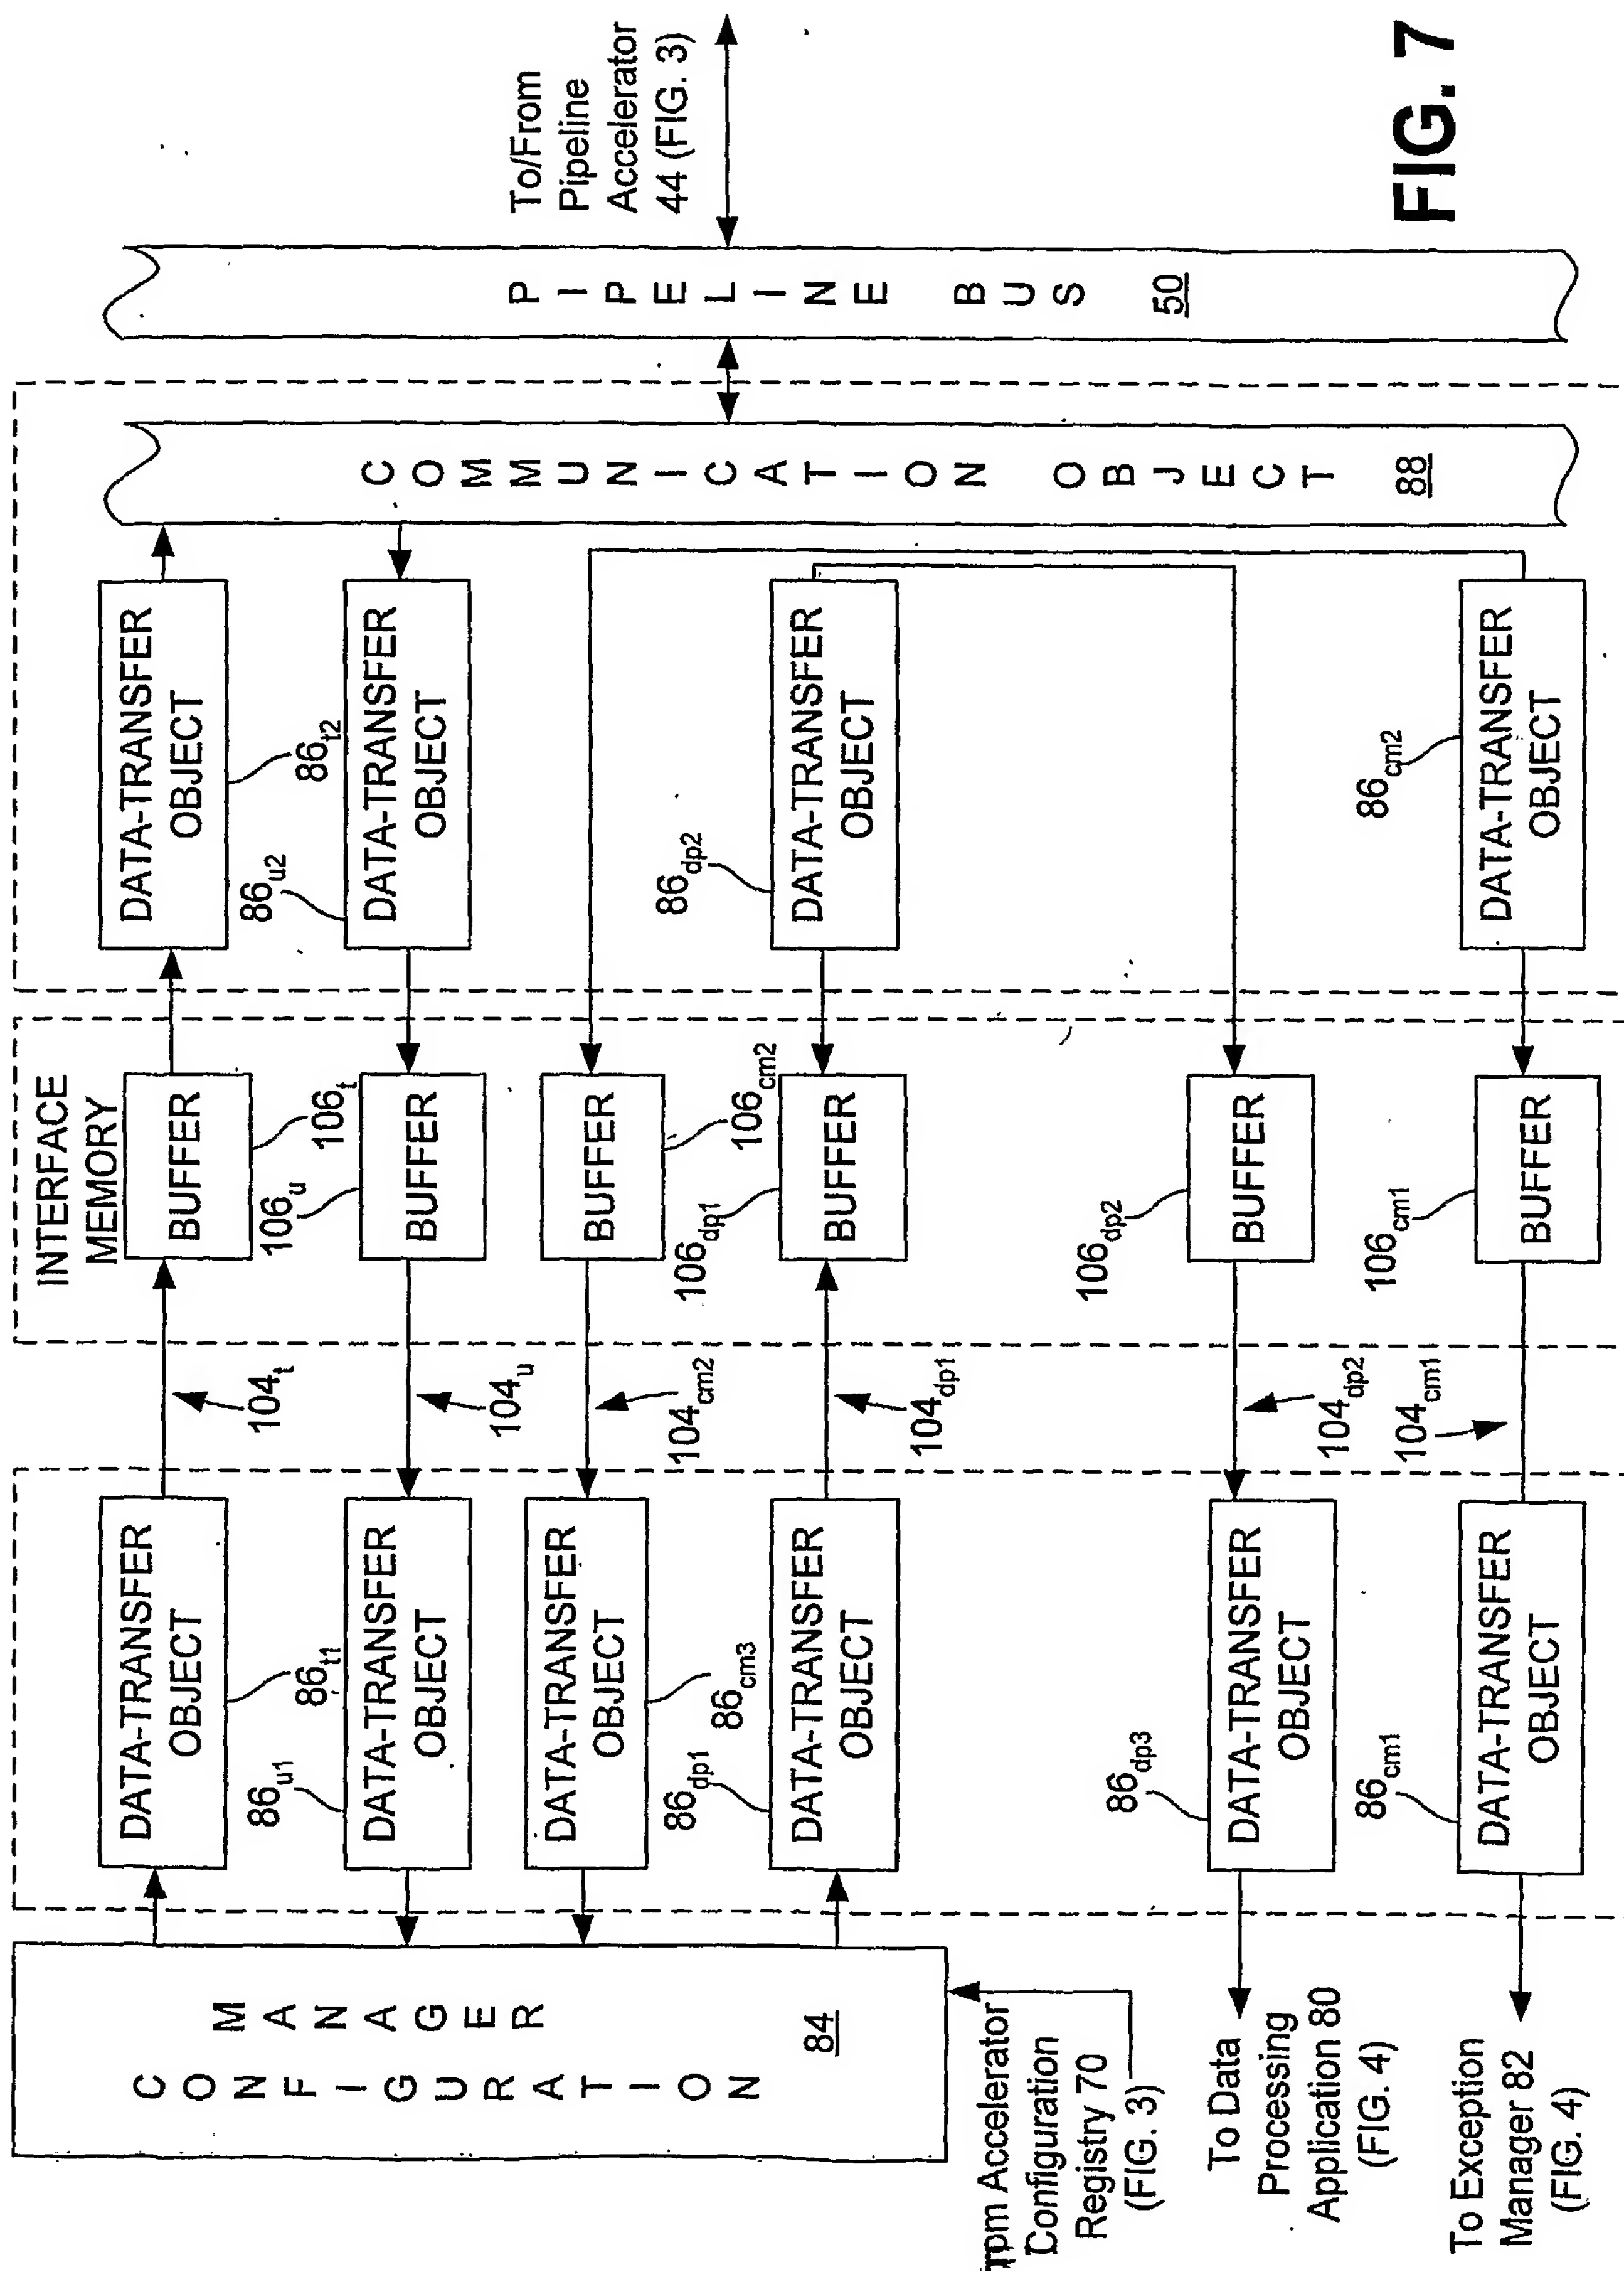 CONFIGURATION
MANAGER
84
Accelerator
Configuration
Registry 70
(FIG. 3)
To Data
Processing
Application 80
(FIG. 4)
To Exception
Manager 82
(FIG. 4)
DATA-TRANSFER
OBJECT
86t1
86u1
DATA-TRANSFER
OBJECT
DATA-TRANSFER
OBJECT
86cm3
86dp1
DATA-TRANSFER
OBJECT
86dp3
DATA-TRANSFER
OBJECT
86cm1
DATA-TRANSFER
OBJECT
104t
104u
104cm2
104dp1
104dp2
104cm1
INTERFACE
MEMORY
BUFFER
106t
106u
BUFFER
BUFFER
106cm2
106dp1
BUFFER
106dp2
BUFFER
106cm1
BUFFER
DATA-TRANSFER
OBJECT
86t2
86u2
DATA-TRANSFER
OBJECT
86dp2
DATA-TRANSFER
OBJECT
86cm2
DATA-TRANSFER
OBJECT
COMMUNICATION OBJECT
88
PIPELINE BUS
50
To/From
Pipeline
Accelerator
44 (FIG. 3)
FIG. 7